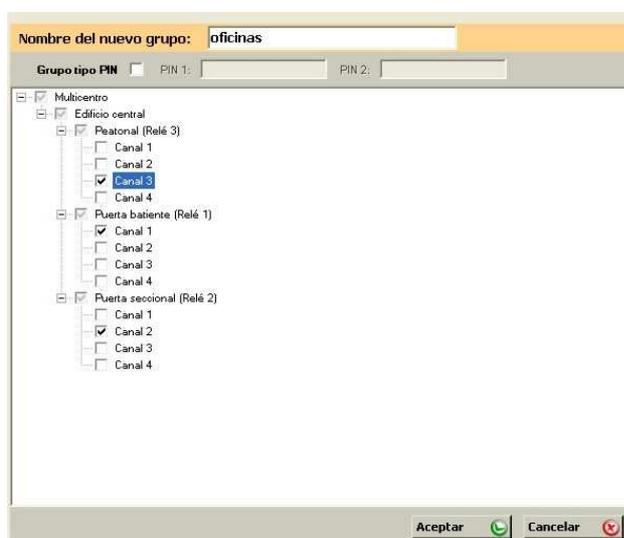 Nombre del nuevo grupo: oficinas
Grupo tipo PIN PIN 1: PIN 2:
Multicentro
Edificio central
Peatonal (Relé 3)
Canal 1
Canal 2
Canal 3
Canal 4
Puerta batiente (Relé 1)
Canal 1
Canal 2
Canal 3
Canal 4
Puerta seccional (Relé 2)
Canal 1
Canal 2
Canal 3
Canal 4
Aceptar Cancelar